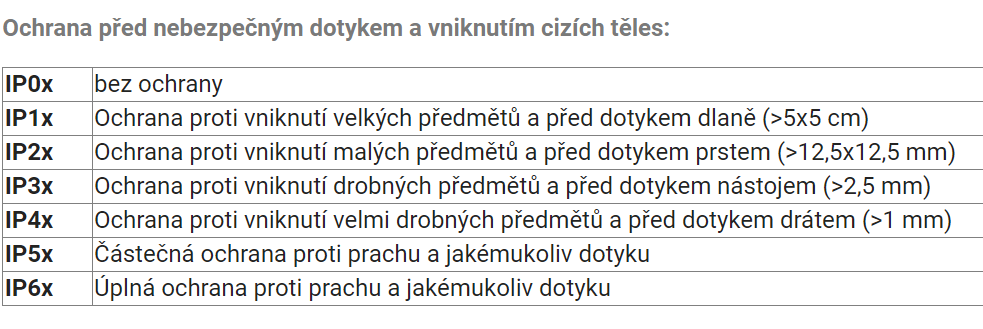 Ochrana před nebezpečným dotykem a vniknutím cizích těles:
IP0x bez ochrany
IP1x Ochrana proti vniknutí velkých předmětů a před dotykem dlaně (>5x5 cm)
IP2x Ochrana proti vniknutí malých předmětů a před dotykem prstem (>12,5x12,5 mm)
IP3x Ochrana proti vniknutí drobných předmětů a před dotykem nástojem (>2,5 mm)
IP4x Ochrana proti vniknutí velmi drobných předmětů a před dotykem drátem (>1 mm)
IP5x Částečná ochrana proti prachu a jakémukoliv dotyku
IP6x Úplná ochrana proti prachu a jakémukoliv dotyku